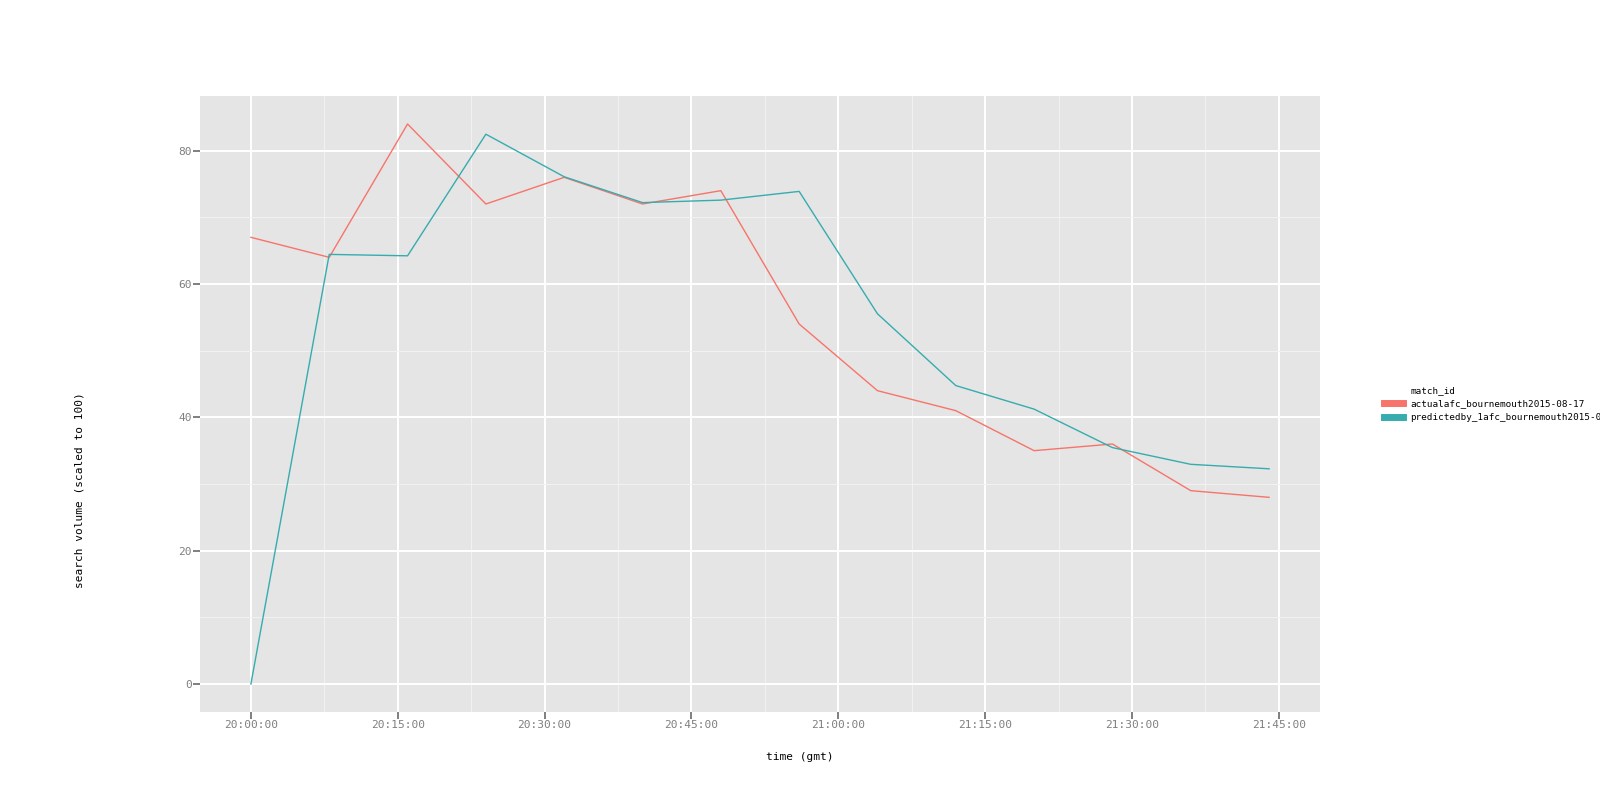 80
60
40
20
0
search volume (scaled to 100)
20:00:00 20:15:00 20:30:00 20:45:00 21:00:00 21:15:00 21:30:00 21:45:00
time (gmt)
match_id
actualafc_bournemouth2015-08-17
predictedby_1afc_bournemouth2015-0